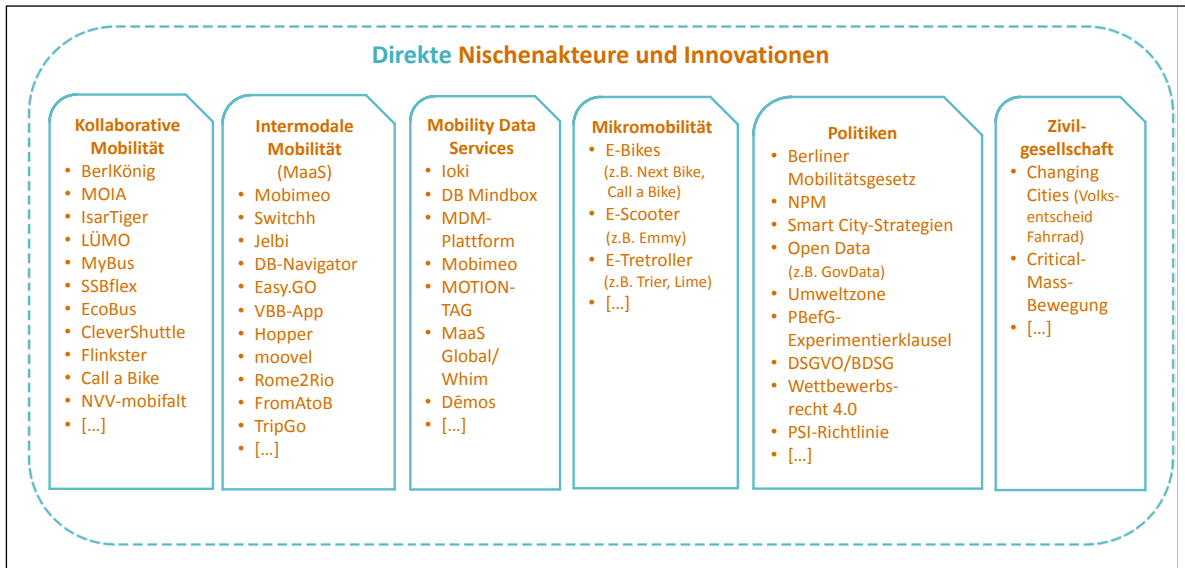 Direkte Nischenakteure und Innovationen
Kollaborative
Mobilität
• BerlKönig
• MOIA
• IsarTiger
• LÜMO
• MyBus
• SSBflex
• EcoBus
• CleverShuttle
• Flinkster
• Call a Bike
• NVV-mobifalt
• [...]
Intermodale
Mobilität
(MaaS)
• Mobimeo
• Switchh
• Jelbi
• DB-Navigator
• Easy.GO
• VBB-App
• Hopper
• moovel
• Rome2Rio
• FromAtoB
• TripGo
• [...]
Mobility Data
Services
• Ioki
• DB Mindbox
• MDM-
Plattform
• Mobimeo
• MOTION-
TAG
• MaaS
Global/
Whim
• Dēmos
• [...]
Mikromobilität
• E-Bikes
(z.B. Next Bike,
Call a Bike)
• E-Scooter
(z.B. Emmy)
• E-Tretroller
(z.B. Trier, Lime)
• [...]
Politiken
• Berliner
Mobilitätsgesetz
• NPM
• Smart City-Strategien
• Open Data
(z.B. GovData)
• Umweltzone
• PBefG-
Experimentierklausel
• DSGVO/BDSG
• Wettbewerbs-
recht 4.0
• PSI-Richtlinie
• [...]
Zivil-
gesellschaft
• Changing
Cities (Volks-
entscheid
Fahrrad)
• Critical-
Mass-
Bewegung
• [...]